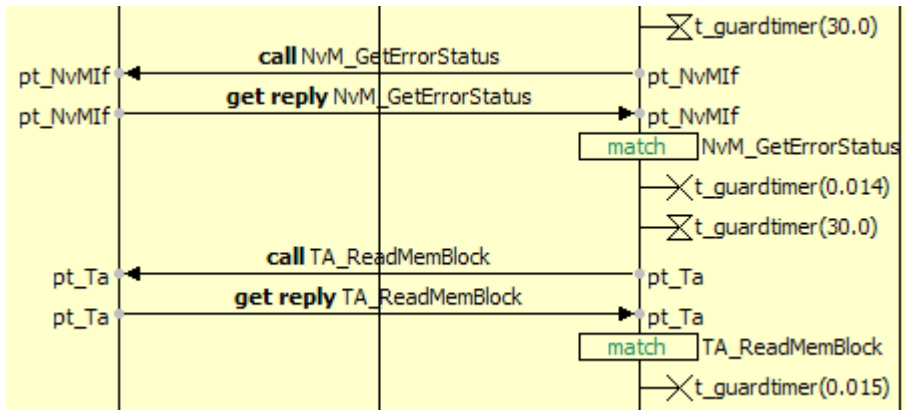 t_guardtimer(30.0)
call NvM_GetErrorStatus
pt_NvMIf pt_NvMIf
get reply NvM_GetErrorStatus
pt_NvMIf pt_NvMIf
match NvM_GetErrorStatus
t_guardtimer(0.014)
t_guardtimer(30.0)
call TA_ReadMemBlock
pt_Ta pt_Ta
get reply TA_ReadMemBlock
pt_Ta pt_Ta
match TA_ReadMemBlock
t_guardtimer(0.015)